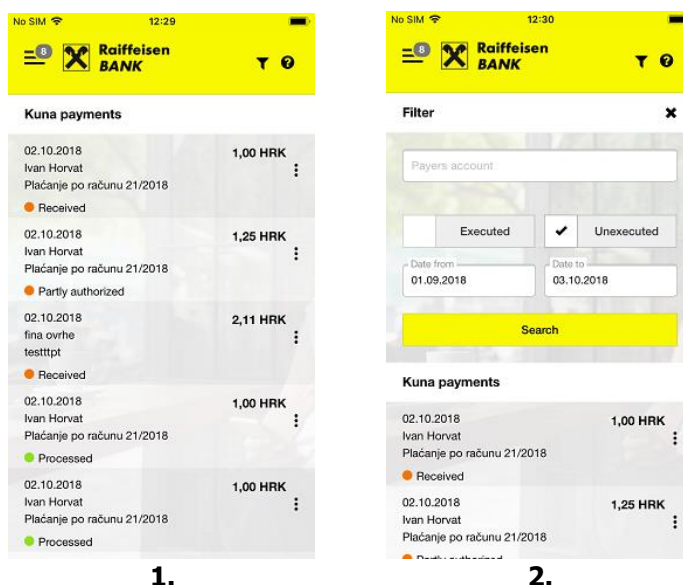 No SIM 12:29
8
Raiffeisen
BANK
Kuna payments
02.10.2018 1,00 HRK
Ivan Horvat
Plaćanje po računu 21/2018
Received
02.10.2018 1,25 HRK
Ivan Horvat
Plaćanje po računu 21/2018
Partly authorized
02.10.2018 2,11 HRK
fina ovrhe
testttpt
Received
02.10.2018 1,00 HRK
Ivan Horvat
Plaćanje po računu 21/2018
Processed
02.10.2018 1,00 HRK
Ivan Horvat
Plaćanje po računu 21/2018
Processed
1.
No SIM 12:30
8
Raiffeisen
BANK
Filter
Payers account
Executed Unexecuted
Date from Date to
01.09.2018 03.10.2018
Search
Kuna payments
02.10.2018 1,00 HRK
Ivan Horvat
Plaćanje po računu 21/2018
Received
02.10.2018 1,25 HRK
Ivan Horvat
Plaćanje po računu 21/2018
Partly authorized
2.